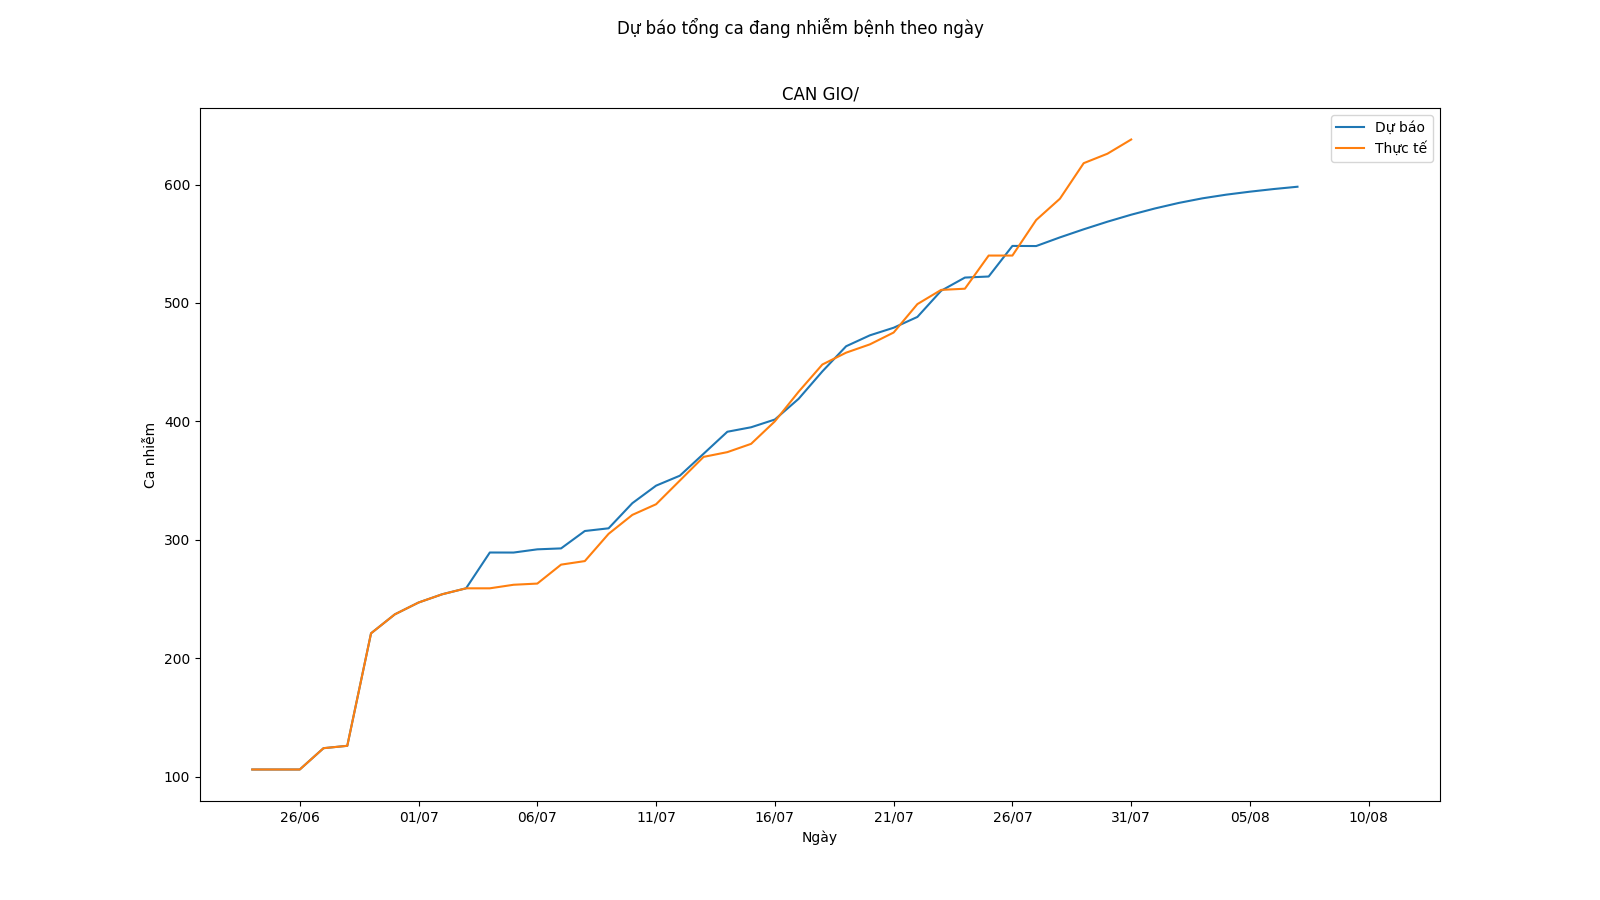 Dự báo tổng ca đang nhiễm bệnh theo ngày
CAN GIO/
Dự báo
Thực tế
600
500
400
300
200
100
Ca nhiễm
26/06 01/07 06/07 11/07 16/07 21/07 26/07 31/07 05/08 10/08
Ngày